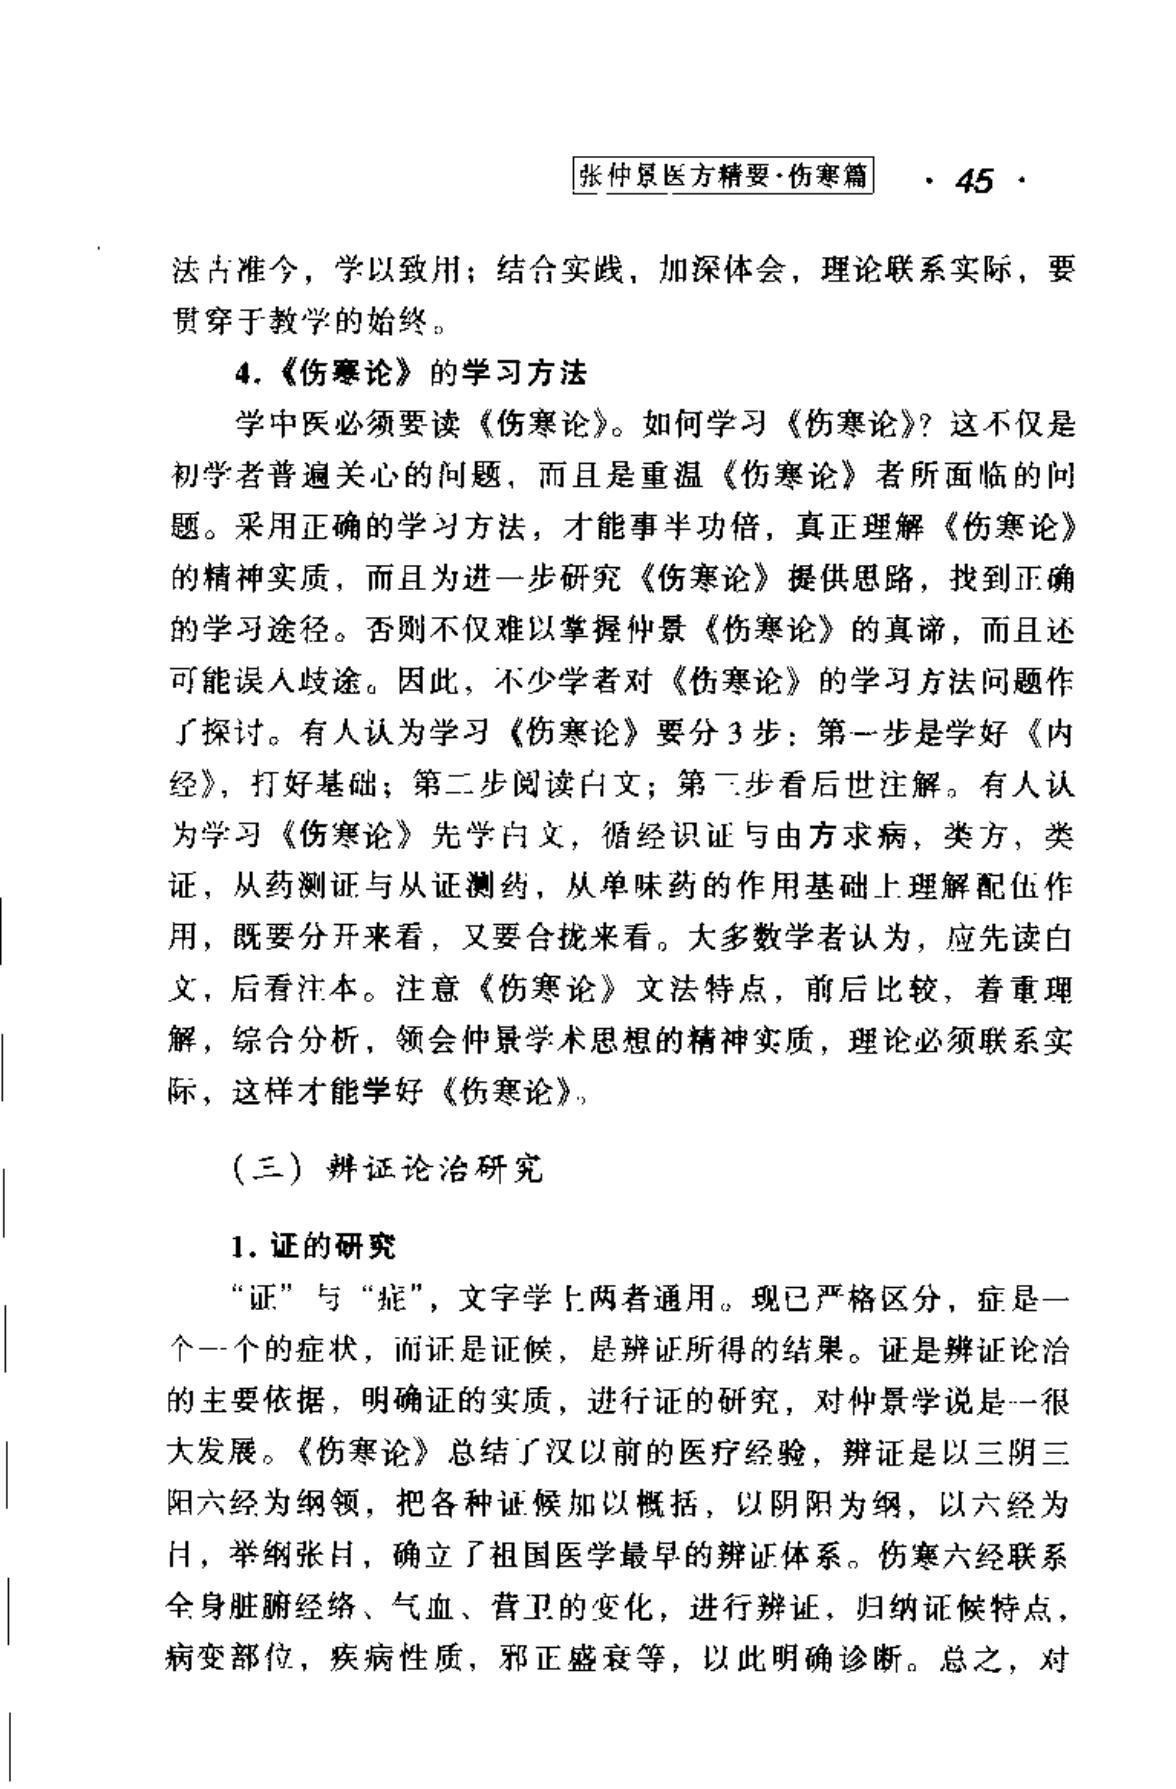 张仲景医方精要·伤寒篇 · 45 ·
法古准今，学以致用；结合实践，加深体会，理论联系实际，要
贯穿于教学的始终。
4.《伤寒论》的学习方法
学中医必须要读《伤寒论》。如何学习《伤寒论》？这不仅是
初学者普遍关心的问题，而且是重温《伤寒论》者所面临的问
题。采用正确的学习方法，才能事半功倍，真正理解《伤寒论》
的精神实质，而且为进一步研究《伤寒论》提供思路，找到正确
的学习途径。否则不仅难以掌握仲景《伤寒论》的真谛，而且还
可能误入歧途。因此，不少学者对《伤寒论》的学习方法问题作
了探讨。有人认为学习《伤寒论》要分3步：第一步是学好《内
经》，打好基础；第二步阅读白文；第三步看后世注解。有人认
为学习《伤寒论》先学白文，循经识证与由方求病，类方，类
证，从药测证与从证测药，从单味药的作用基础上理解配伍作
用，既要分开来看，又要合拢来看。大多数学者认为，应先读白
文，后看注本。注意《伤寒论》文法特点，前后比较，着重理
解，综合分析，领会仲景学术思想的精神实质，理论必须联系实
际，这样才能学好《伤寒论》。
(三) 辨证论治研究
1. 证的研究
“证”与“症”，文字学上两者通用。现已严格区分，症是一
个一个的症状，而证是证候，是辨证所得的结果。证是辨证论治
的主要依据，明确证的实质，进行证的研究，对仲景学说是一很
大发展。《伤寒论》总结了汉以前的医疗经验，辨证是以三阴三
阳六经为纲领，把各种证候加以概括，以阴阳为纲，以六经为
目，举纲张目，确立了祖国医学最早的辨证体系。伤寒六经联系
全身脏腑经络、气血、营卫的变化，进行辨证，归纳证候特点，
病变部位，疾病性质，邪正盛衰等，以此明确诊断。总之，对